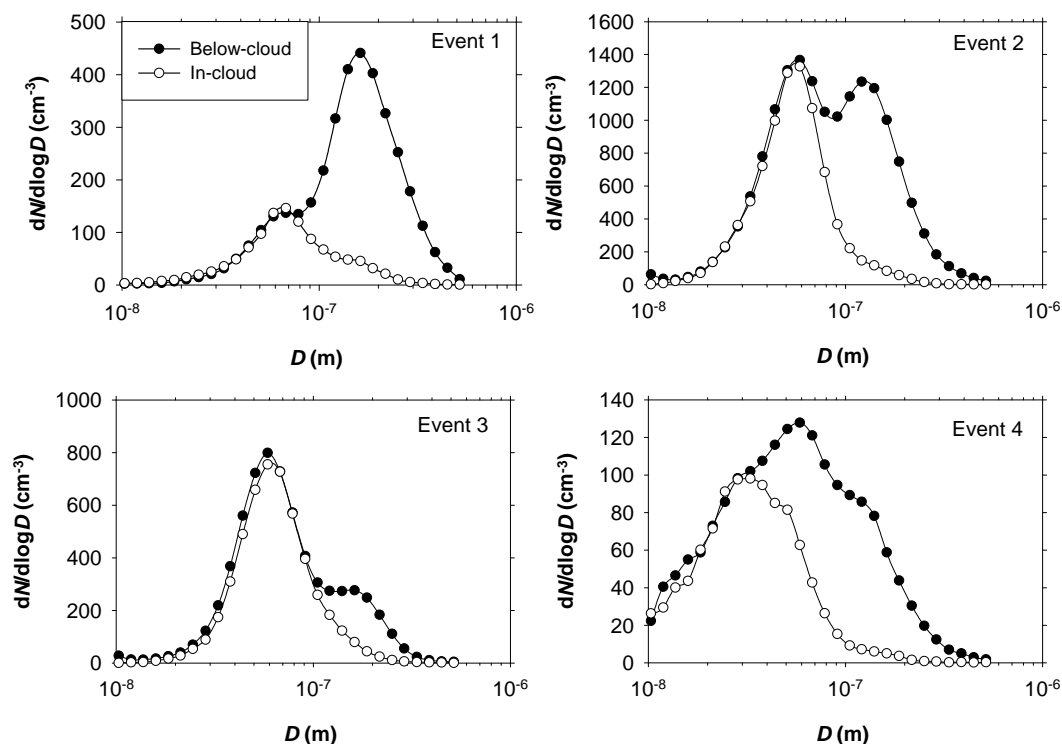 Event 1
Below-cloud
In-cloud
dN/dlogD (cm-3)
500
400
300
200
100
0
10-8
10-7
10-6
D (m)
Event 2
dN/dlogD (cm-3)
1600
1400
1200
1000
800
600
400
200
0
10-8
10-7
10-6
D (m)
Event 3
dN/dlogD (cm-3)
1000
800
600
400
200
0
10-8
10-7
10-6
D (m)
Event 4
dN/dlogD (cm-3)
140
120
100
80
60
40
20
0
10-8
10-7
10-6
D (m)